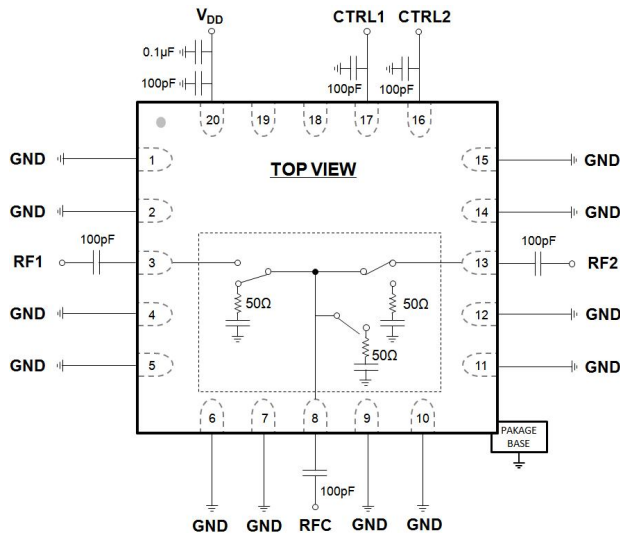 VDD CTRL1 CTRL2
0.1µF
100pF 100pF 100pF
20 19 18 17 16
TOP VIEW
GND 1 15 GND
GND 2 14 GND
100pF 100pF
RF1 3 13 RF2
50Ω 50Ω
GND 4 12 GND
50Ω
GND 5 11 GND
6 7 8 9 10
PAKAGE
BASE
100pF
GND GND RFC GND GND